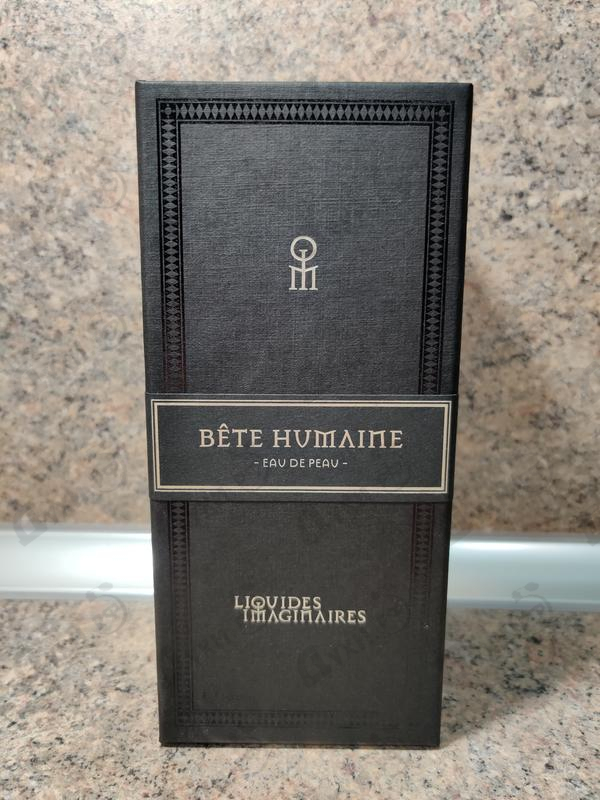 BÊTE HUMAINE
- EAU DE PEAU -
LIQUIDES
IMAGINAIRES